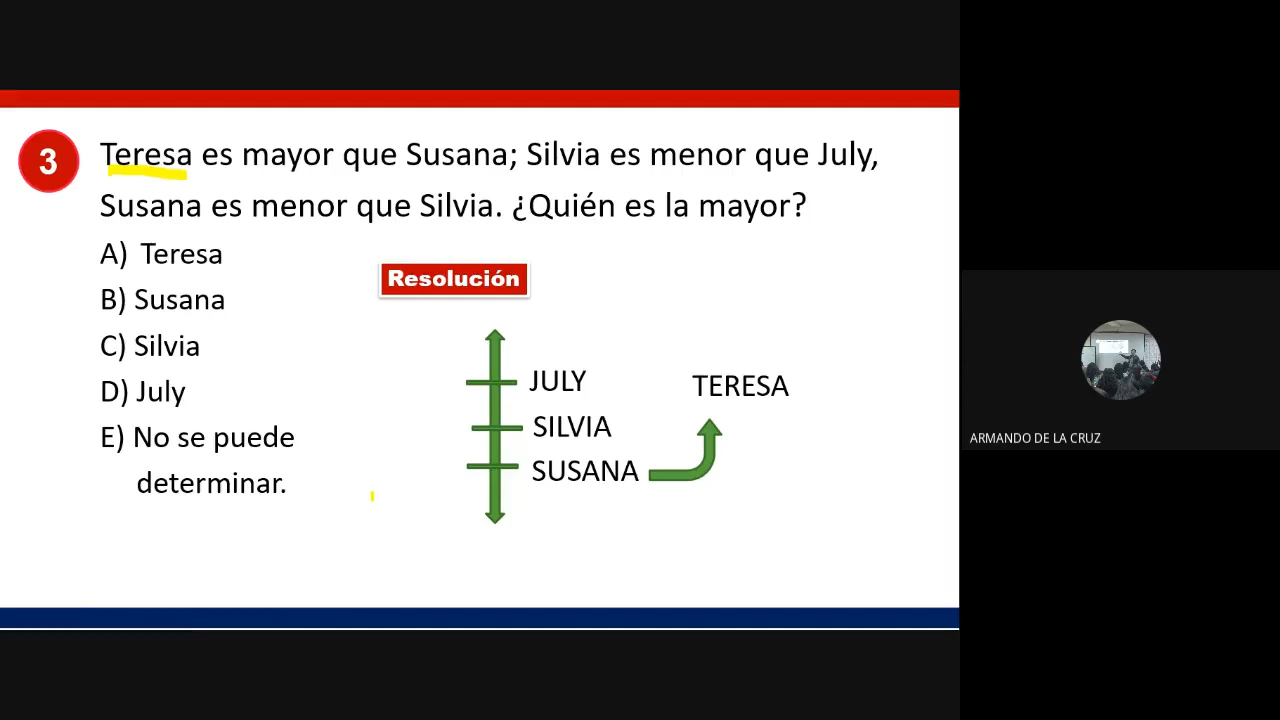 3
Teresa es mayor que Susana; Silvia es menor que July,
Susana es menor que Silvia. ¿Quién es la mayor?
A) Teresa
B) Susana
C) Silvia
D) July
E) No se puede
determinar.
Resolución
JULY
SILVIA
SUSANA
TERESA
ARMANDO DE LA CRUZ